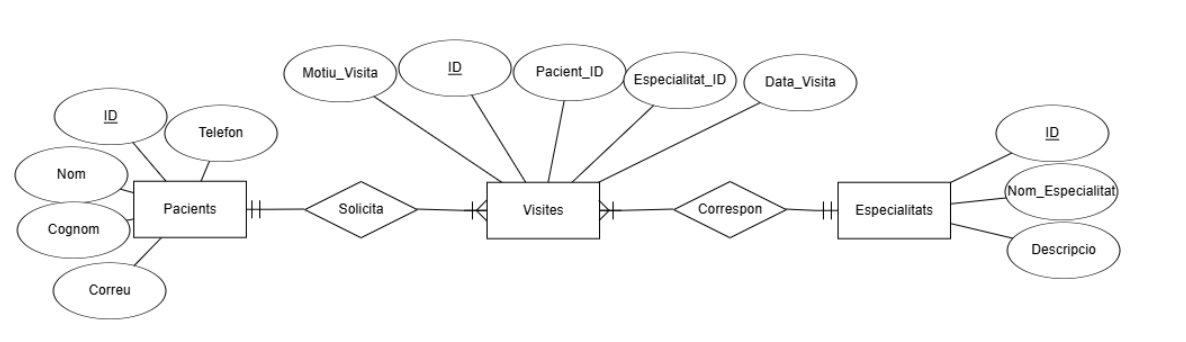 Motiu_Visita
ID
Pacient_ID
Especialitat_ID
Data_Visita
ID
Telefon
Nom
Cognom
Correu
Pacients
Solicita
Visites
Correspon
Especialitats
ID
Nom_Especialitat
Descripcio